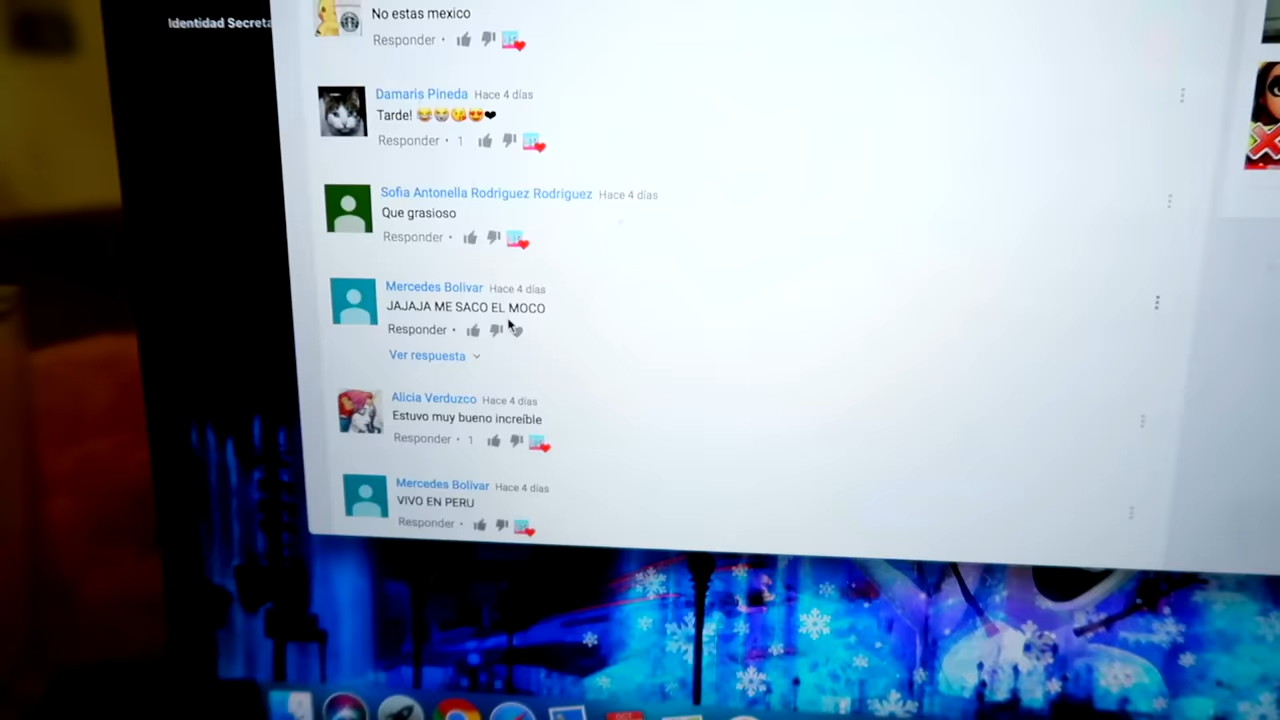 Identidad Secreta
No estas mexico
Responder •
Damaris Pineda Hace 4 días
Tarde! 😂😭😘😍❤
Responder • 1
Sofia Antonella Rodriguez Rodriguez Hace 4 días
Que grasioso
Responder •
Mercedes Bolivar Hace 4 días
JAJAJA ME SACO EL MOCO
Responder •
Ver respuesta
Alicia Verduzco Hace 4 días
Estuvo muy bueno increíble
Responder • 1
Mercedes Bolivar Hace 4 días
VIVO EN PERU
Responder •
OCT